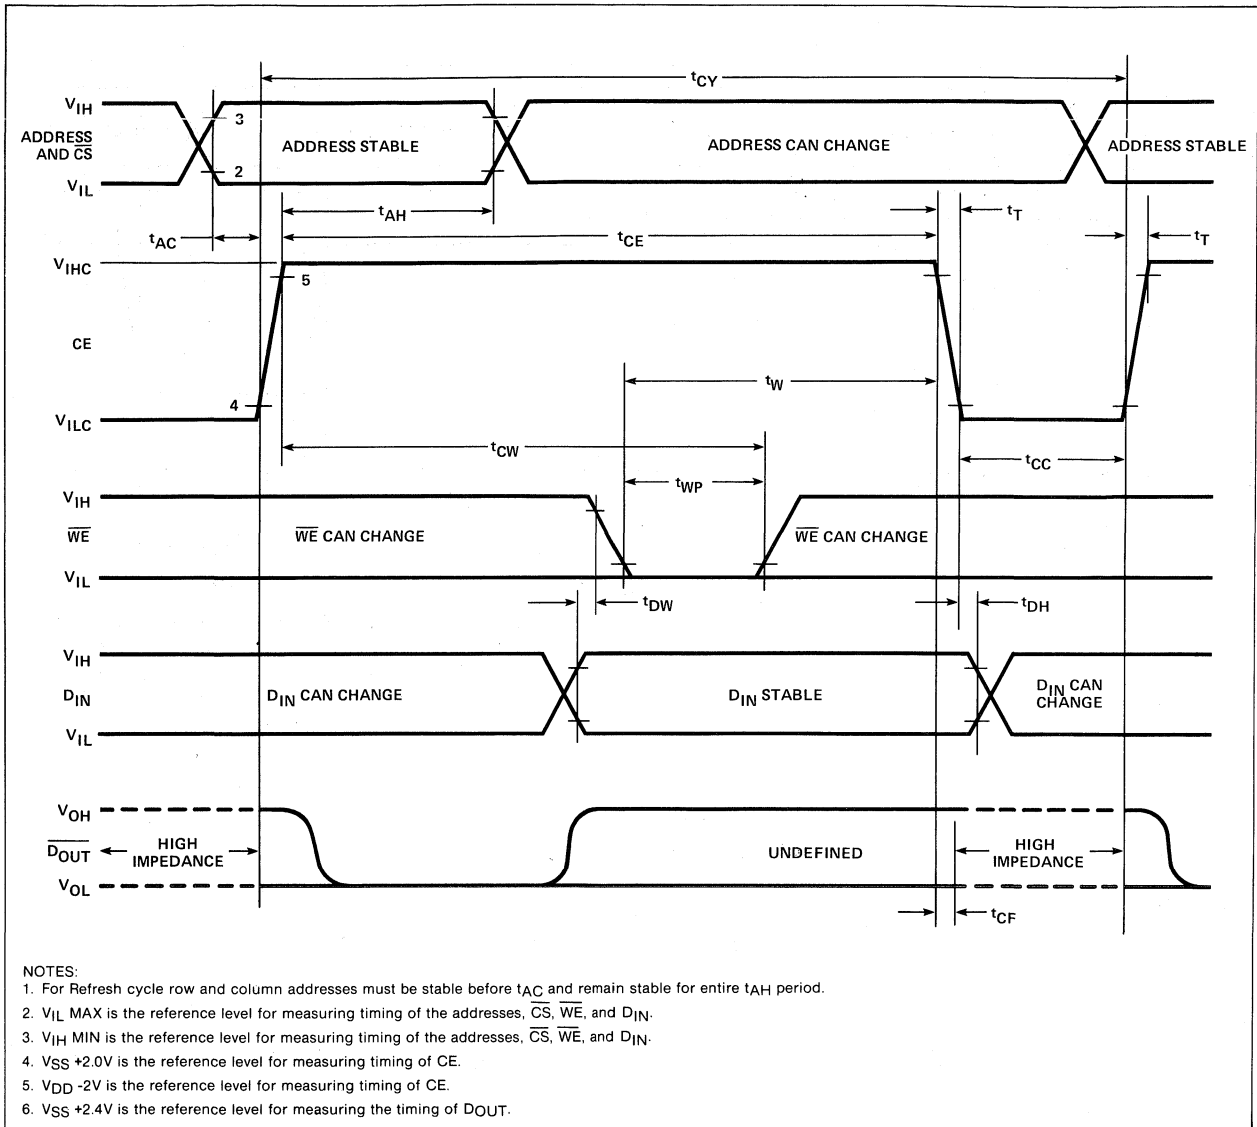 tCY
VIH
ADDRESS AND CS
VIL
3
2
ADDRESS STABLE
ADDRESS CAN CHANGE
ADDRESS STABLE
tAH
tT
tAC
tCE
tT
VIHC
5
CE
tW
4
VILC
tCW
tCC
tWP
VIH
WE
WE CAN CHANGE
WE CAN CHANGE
VIL
tDW
tDH
VIH
DIN
DIN CAN CHANGE
DIN STABLE
DIN CAN CHANGE
VIL
VOH
DOUT
HIGH IMPEDANCE
UNDEFINED
HIGH IMPEDANCE
VOL
tCF
NOTES:
1. For Refresh cycle row and column addresses must be stable before tAC and remain stable for entire tAH period.
2. VIL MAX is the reference level for measuring timing of the addresses, CS, WE, and DIN.
3. VIH MIN is the reference level for measuring timing of the addresses, CS, WE, and DIN.
4. VSS +2.0V is the reference level for measuring timing of CE.
5. VDD -2V is the reference level for measuring timing of CE.
6. VSS +2.4V is the reference level for measuring the timing of DOUT.